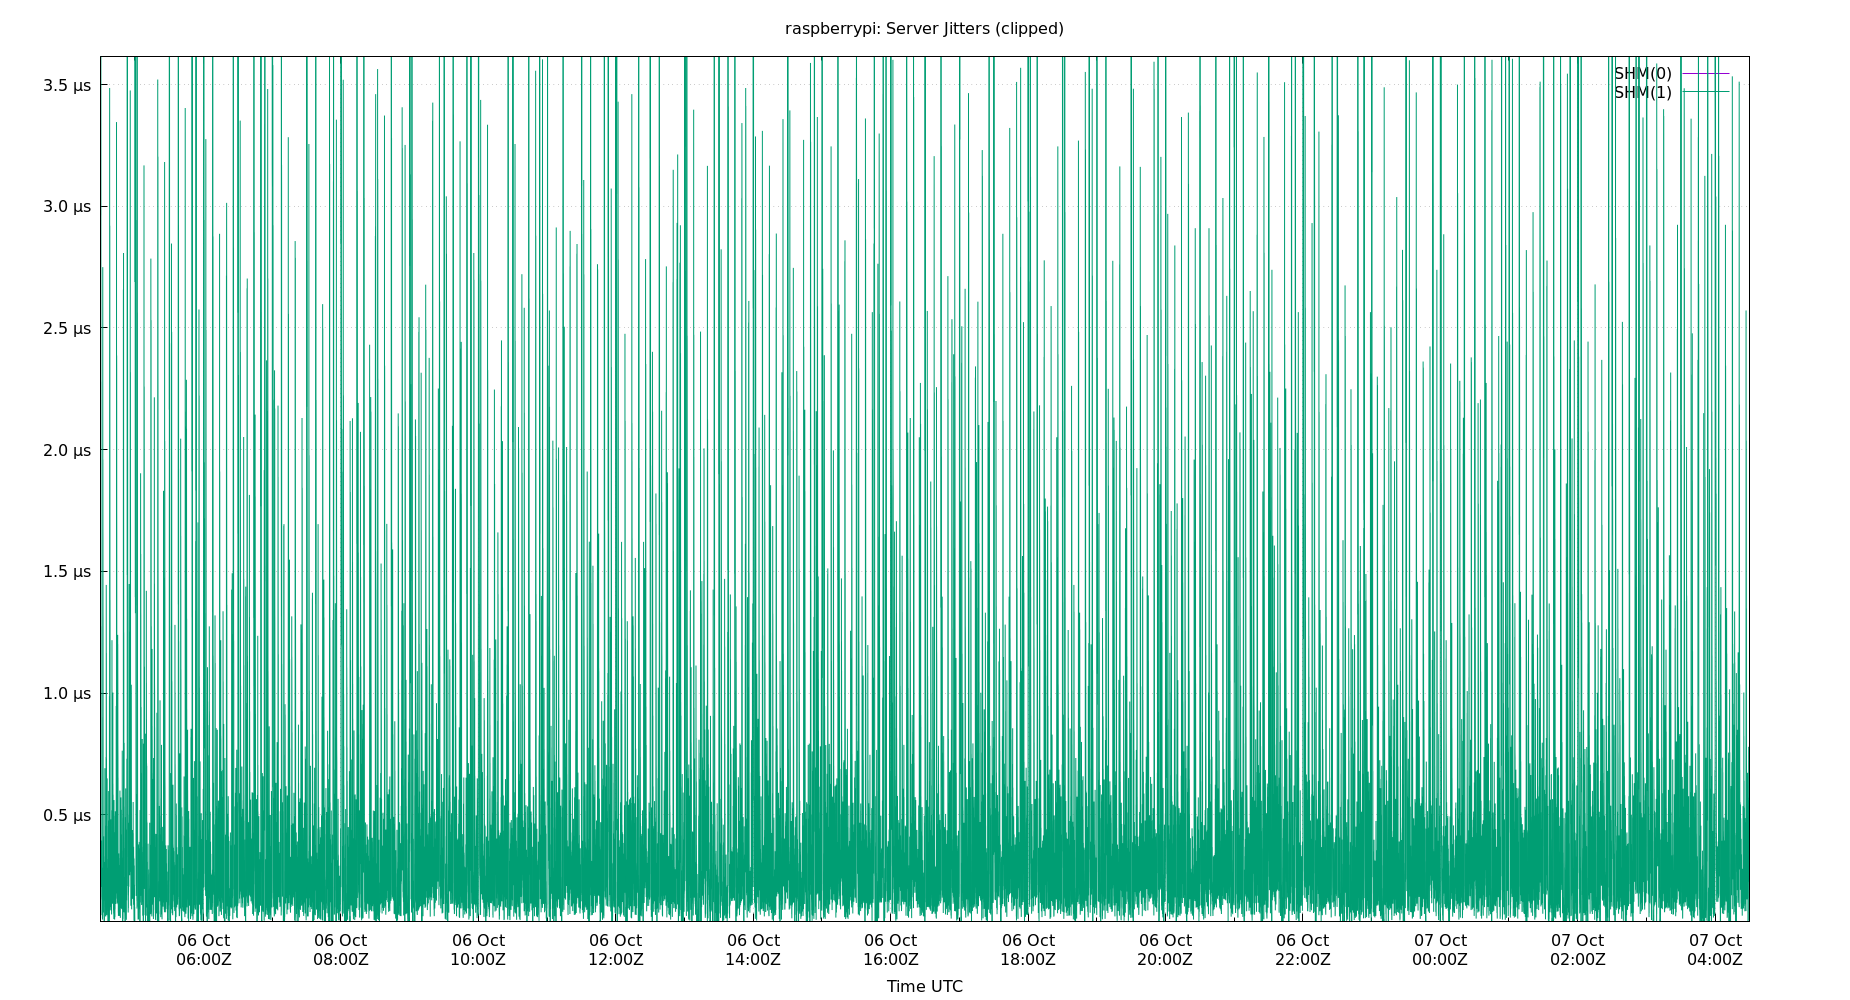 raspberrypi: Server Jitters (clipped)
SHM(0)
SHM(1)
3.5 μs
3.0 μs
2.5 μs
2.0 μs
1.5 μs
1.0 μs
0.5 μs
06 Oct 06 Oct 06 Oct 06 Oct 06 Oct 06 Oct 06 Oct 06 Oct 06 Oct 07 Oct 07 Oct 07 Oct
06:00Z 08:00Z 10:00Z 12:00Z 14:00Z 16:00Z 18:00Z 20:00Z 22:00Z 00:00Z 02:00Z 04:00Z
Time UTC